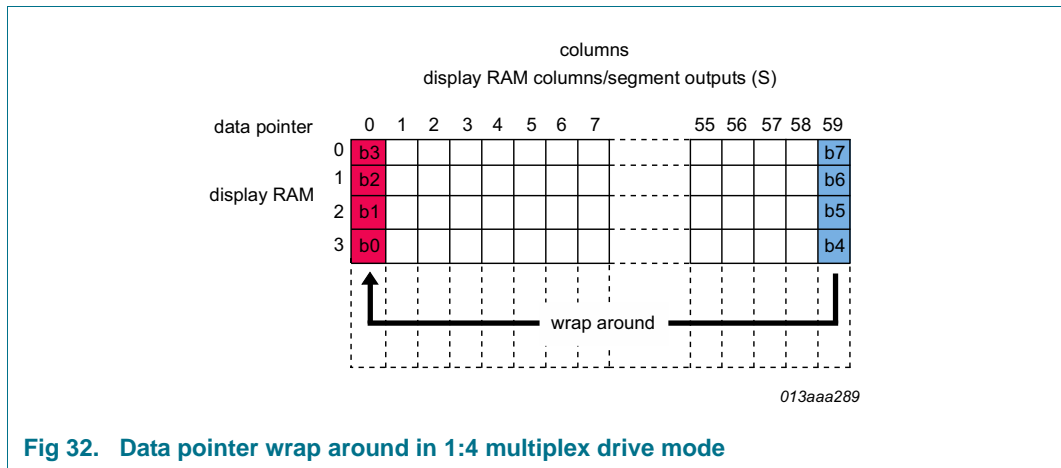 columns
display RAM columns/segment outputs (S)
data pointer 0 1 2 3 4 5 6 7 55 56 57 58 59
0 b3 b7
display RAM
1 b2 b6
2 b1 b5
3 b0 b4
wrap around
013aaa289
Fig 32. Data pointer wrap around in 1:4 multiplex drive mode